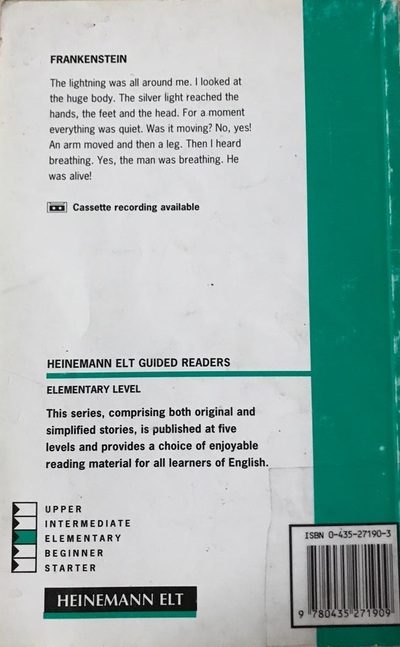 FRANKENSTEIN
The lightning was all around me. I looked at
the huge body. The silver light reached the
hands, the feet and the head. For a moment
everything was quiet. Was it moving? No, yes!
An arm moved and then a leg. Then I heard
breathing. Yes, the man was breathing. He
was alive!
Cassette recording available
HEINEMANN ELT GUIDED READERS
ELEMENTARY LEVEL
This series, comprising both original and
simplified stories, is published at five
levels and provides a choice of enjoyable
reading material for all learners of English.
UPPER
INTERMEDIATE
ELEMENTARY
BEGINNER
STARTER
HEINEMANN ELT
ISBN 0-435-27190-3
9 780435 271909